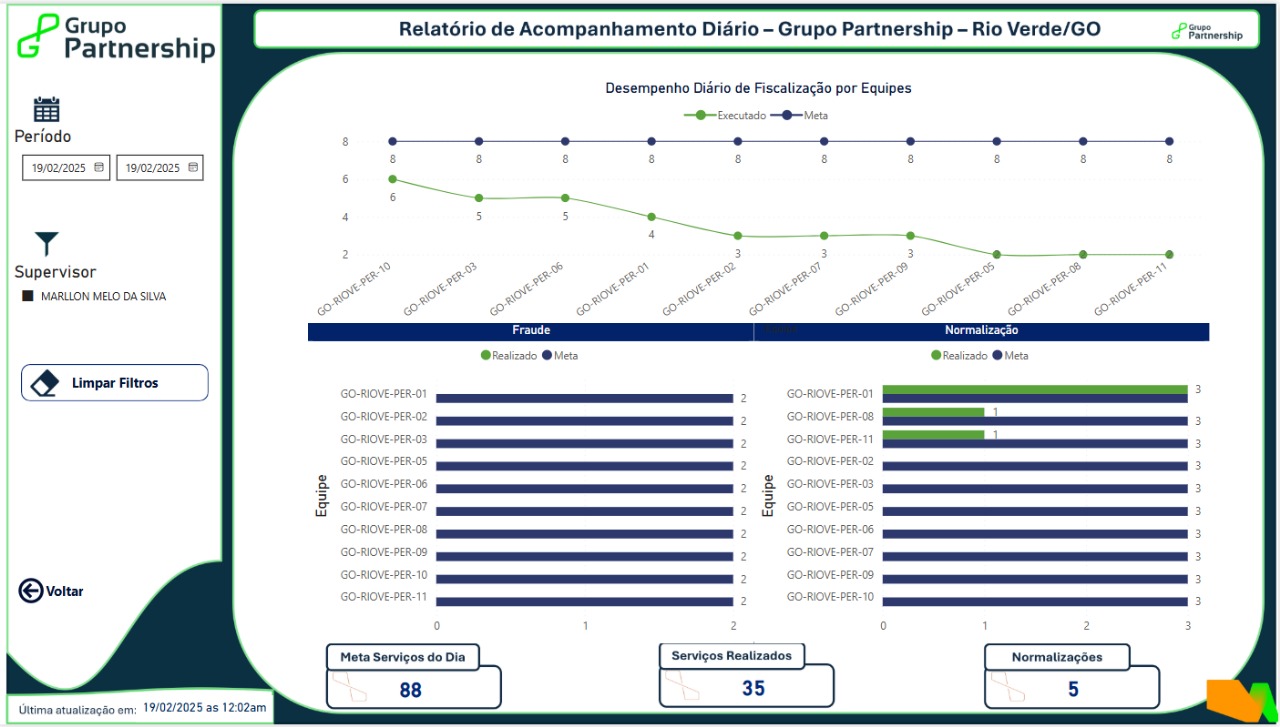 Grupo
Partnership
Relatório de Acompanhamento Diário – Grupo Partnership – Rio Verde/GO
Grupo
Partnership
Período
19/02/2025
19/02/2025
Supervisor
MARLLON MELO DA SILVA
Limpar Filtros
Voltar
Última atualização em: 19/02/2025 as 12:02am
Desempenho Diário de Fiscalização por Equipes
Executado Meta
8
6
4
2
8 8 8 8 8 8 8 8 8 8
6 5 5 4 3 3 3
GO-RIOVE-PER-10
GO-RIOVE-PER-03
GO-RIOVE-PER-06
GO-RIOVE-PER-01
GO-RIOVE-PER-02
GO-RIOVE-PER-07
GO-RIOVE-PER-09
GO-RIOVE-PER-05
GO-RIOVE-PER-08
GO-RIOVE-PER-11
Fraude
Realizado Meta
Equipe
GO-RIOVE-PER-01 2
GO-RIOVE-PER-02 2
GO-RIOVE-PER-03 2
GO-RIOVE-PER-05 2
GO-RIOVE-PER-06 2
GO-RIOVE-PER-07 2
GO-RIOVE-PER-08 2
GO-RIOVE-PER-09 2
GO-RIOVE-PER-10 2
GO-RIOVE-PER-11 2
0 1 2
Normalização
Realizado Meta
Equipe
GO-RIOVE-PER-01 3
GO-RIOVE-PER-08 1 3
GO-RIOVE-PER-11 1 3
GO-RIOVE-PER-02 3
GO-RIOVE-PER-03 3
GO-RIOVE-PER-05 3
GO-RIOVE-PER-06 3
GO-RIOVE-PER-07 3
GO-RIOVE-PER-09 3
GO-RIOVE-PER-10 3
0 1 2 3
Meta Serviços do Dia
88
Serviços Realizados
35
Normalizações
5